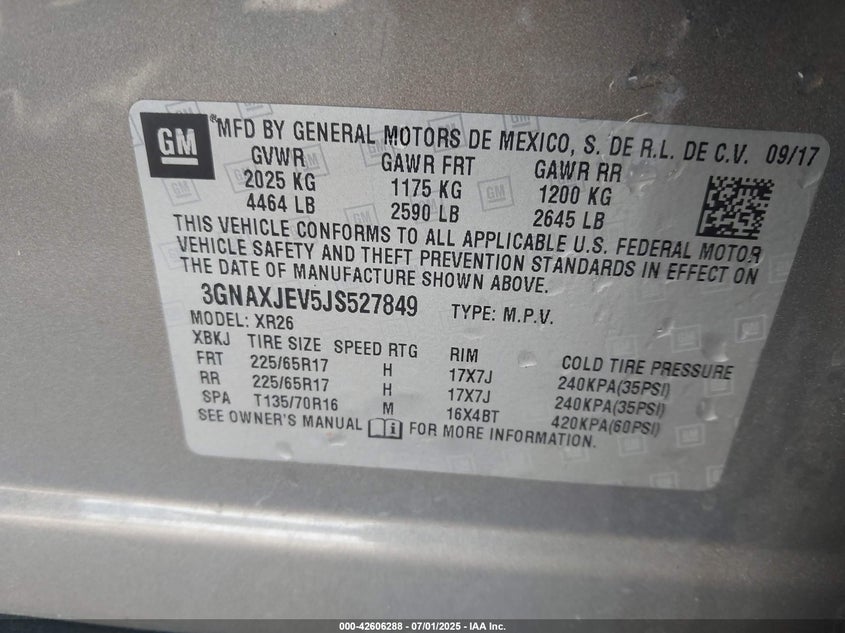 GM ® MFD BY GENERAL MOTORS DE MEXICO, S. DE R.L. DE C.V. 09/17
GVWR GAWR FRT GAWR RR
2025 KG 1175 KG 1200 KG
4464 LB 2590 LB 2645 LB
THIS VEHICLE CONFORMS TO ALL APPLICABLE U.S. FEDERAL MOTOR
VEHICLE SAFETY AND THEFT PREVENTION STANDARDS IN EFFECT ON
THE DATE OF MANUFACTURE SHOWN ABOVE.
3GNAXJEV5JS527849 TYPE: M.P.V.
MODEL: XR26
XBKJ TIRE SIZE SPEED RTG RIM COLD TIRE PRESSURE
FRT 225/65R17 H 17X7J 240KPA(35PSI)
RR 225/65R17 H 17X7J 240KPA(35PSI)
SPA T135/70R16 M 16X4BT 420KPA(60PSI)
SEE OWNER'S MANUAL i FOR MORE INFORMATION.
000-42606288 - 07/01/2025 - IAA Inc.